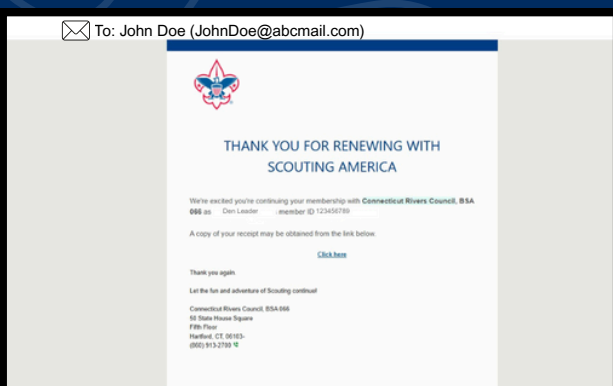 To: John Doe (JohnDoe@abcmail.com)
THANK YOU FOR RENEWING WITH
SCOUTING AMERICA
We're excited you're continuing your membership with Connecticut Rivers Council, BSA
066 as Den Leader , member ID 123456789
A copy of your receipt may be obtained from the link below.
Click here
Thank you again.
Let the fun and adventure of Scouting continue!
Connecticut Rivers Council, BSA 066
50 State House Square
Fifth Floor
Hartford, CT, 06103-
(860) 913-2700